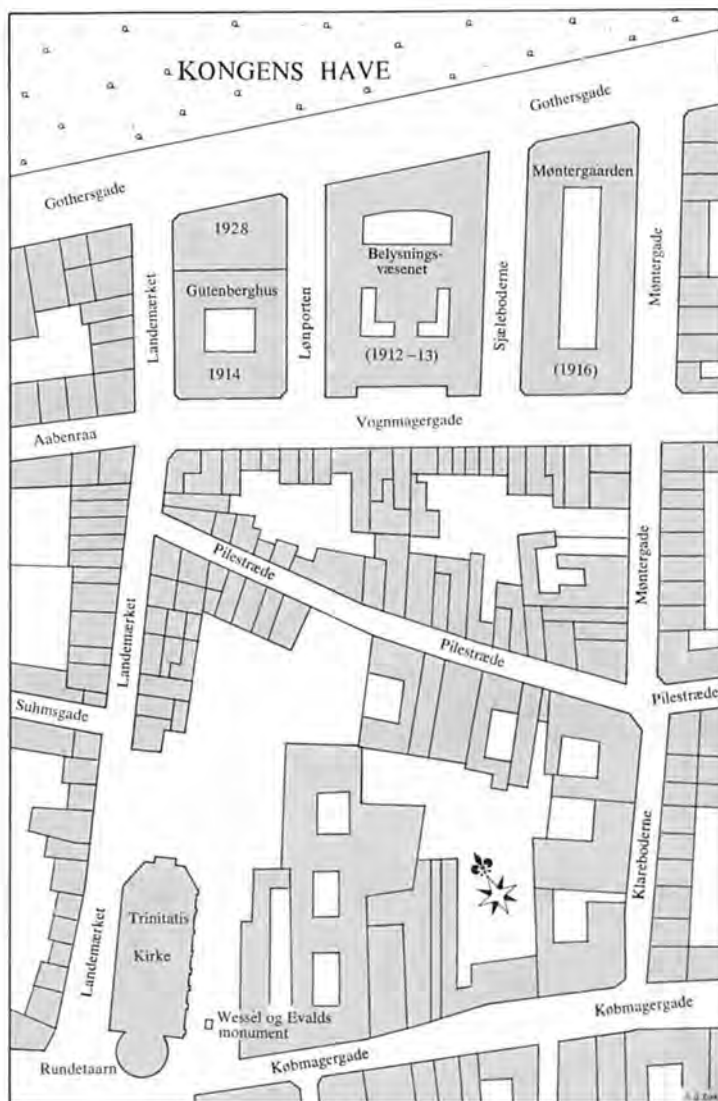 KONGENS HAVE
Gothersgade
Gothersgade
Møntergaarden
1928
Belysnings-
væsenet
Gutenberghus
Landemærket
Lønporten
Sjæleboderne
Møntergade
(1912–13)
1914
(1916)
Vognmagergade
Aabenraa
Pilestræde
Møntergade
Landemærket
Pilestræde
Pilestræde
Suhmsgade
Klareboderne
Trinitatis
Kirke
Landemærket
Købmagergade
Wessel og Evalds
monument
Købmagergade
Rundetaarn